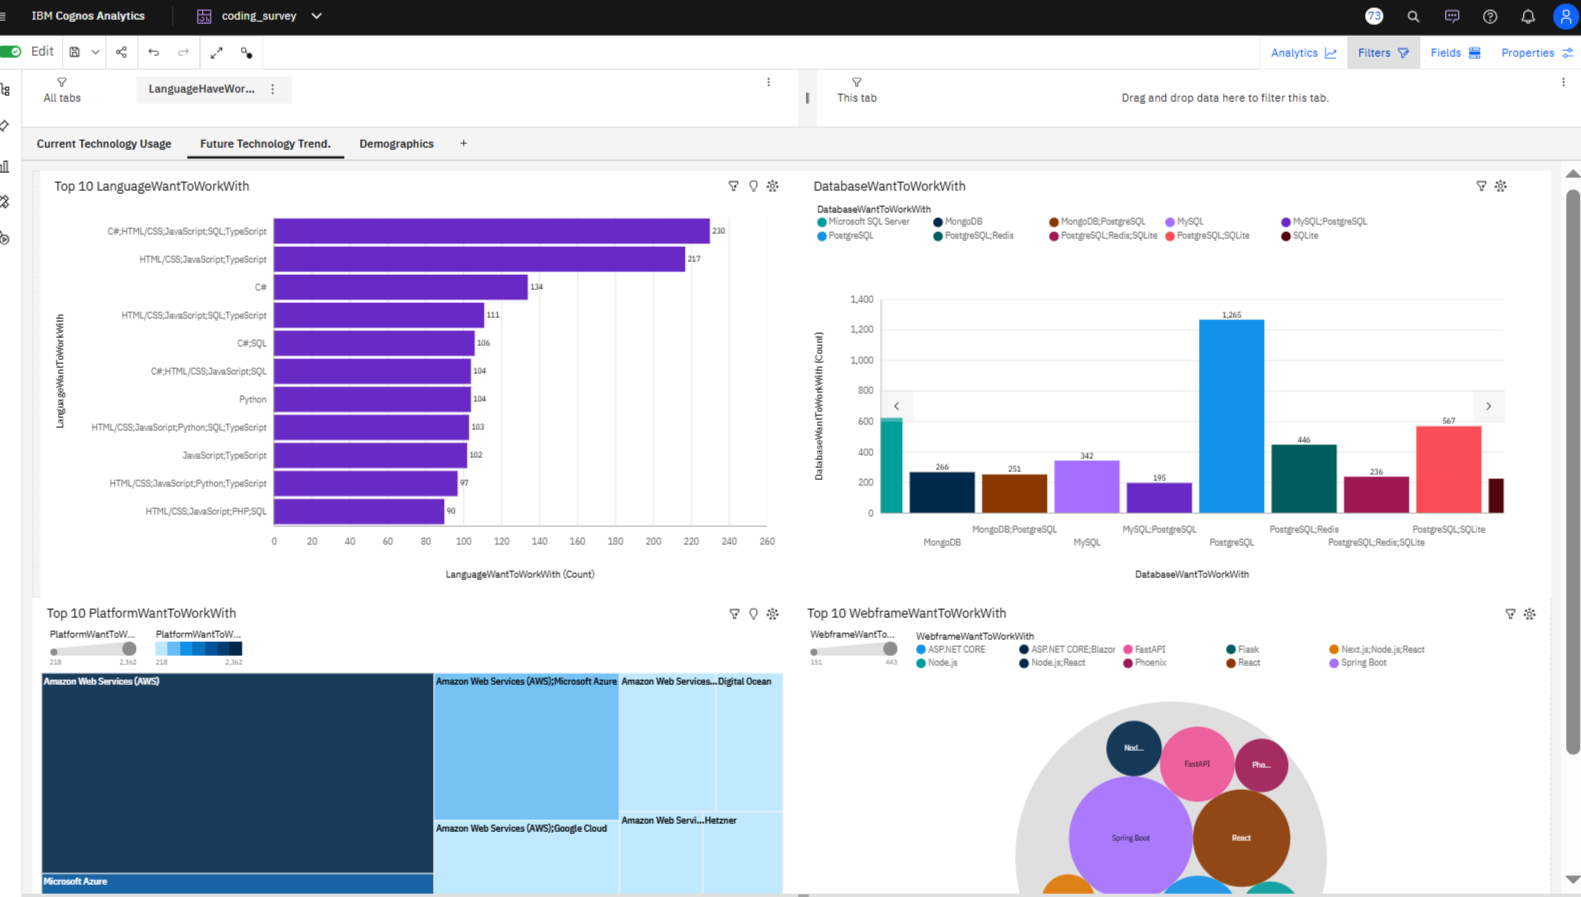 IBM Cognos Analytics
coding_survey
73
Edit
Analytics
Filters
Fields
Properties
All tabs
LanguageHaveWor...
This tab
Drag and drop data here to filter this tab.
Current Technology Usage
Future Technology Trend.
Demographics
+
Top 10 LanguageWantToWorkWith
LanguageWantToWorkWith
C#;HTML/CSS;JavaScript;SQL;TypeScript 230
HTML/CSS;JavaScript;TypeScript 217
C# 134
HTML/CSS;JavaScript;SQL;TypeScript 111
C#;SQL 106
C#;HTML/CSS;JavaScript;SQL 104
Python 104
HTML/CSS;JavaScript;Python;SQL;TypeScript 103
JavaScript;TypeScript 102
HTML/CSS;JavaScript;Python;TypeScript 97
HTML/CSS;JavaScript;PHP;SQL 90
0 20 40 60 80 100 120 140 160 180 200 220 240 260
LanguageWantToWorkWith (Count)
DatabaseWantToWorkWith
DatabaseWantToWorkWith
Microsoft SQL Server MongoDB MongoDB;PostgreSQL MySQL MySQL;PostgreSQL
PostgreSQL PostgreSQL;Redis PostgreSQL;Redis;SQLite PostgreSQL;SQLite SQLite
DatabaseWantToWorkWith (Count)
1,400
1,200
1,000
800
600
400
200
0
266 251 342 195 1,265 446 236 567
MongoDB;PostgreSQL MySQL;PostgreSQL PostgreSQL;Redis PostgreSQL;SQLite
MongoDB MySQL PostgreSQL PostgreSQL;Redis;SQLite
DatabaseWantToWorkWith
Top 10 PlatformWantToWorkWith
PlatformWantToW... PlatformWantToW...
218 2,362 218 2,362
Amazon Web Services (AWS)
Amazon Web Services (AWS);Microsoft Azure
Amazon Web Services...
Digital Ocean
Amazon Web Services (AWS);Google Cloud
Amazon Web Servi...
Hetzner
Microsoft Azure
Top 10 WebframeWantToWorkWith
WebframeWantTo...
151 443
WebframeWantToWorkWith
ASP.NET CORE ASP.NET CORE;Blazor FastAPI Flask Next.js;Node.js;React
Node.js Node.js;React Phoenix React Spring Boot
Nod...
FastAPI
Pho...
Spring Boot
React